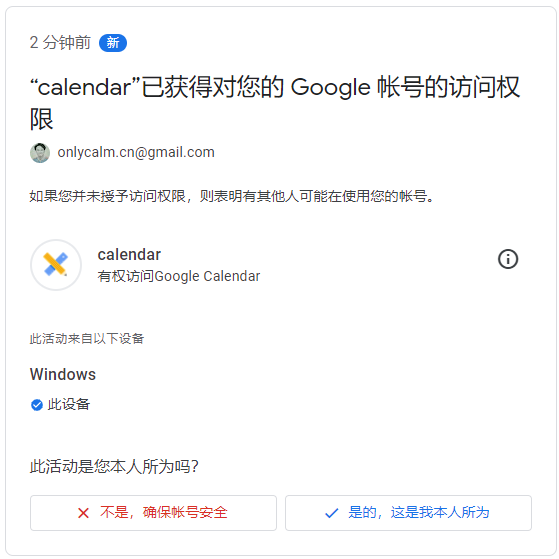 2 分钟前 新
“calendar”已获得对您的 Google 帐号的访问权
限
onlycalm.cn@gmail.com
如果您并未授予访问权限，则表明有其他人可能在使用您的帐号。
calendar
有权访问Google Calendar
此活动来自以下设备
Windows
此设备
此活动是您本人所为吗？
不是，确保帐号安全 是的，这是我本人所为